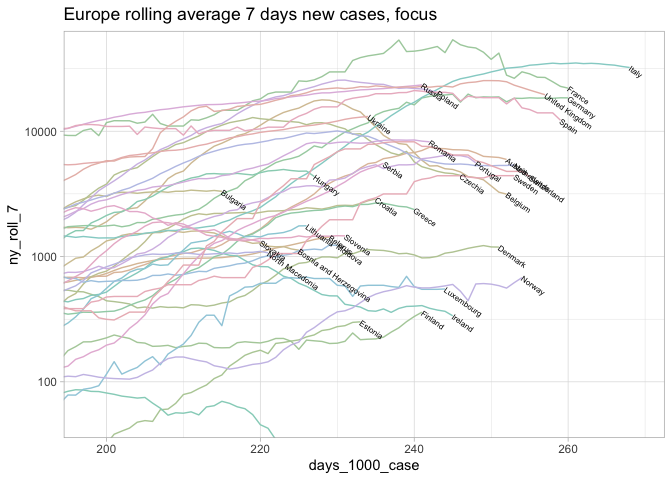 Europe rolling average 7 days new cases, focus
ny_roll_7
10000
1000
100
Italy
France
Germany
United Kingdom
Spain
Poland
Ukraine
Romania
Serbia
Portugal
Sweden
Czechia
Belgium
Hungary
Bulgaria
Croatia
Greece
Slovenia
Denmark
Bosnia and Herzegovina
North Macedonia
Norway
Luxembourg
Ireland
Finland
Estonia
200
220
240
260
days_1000_case